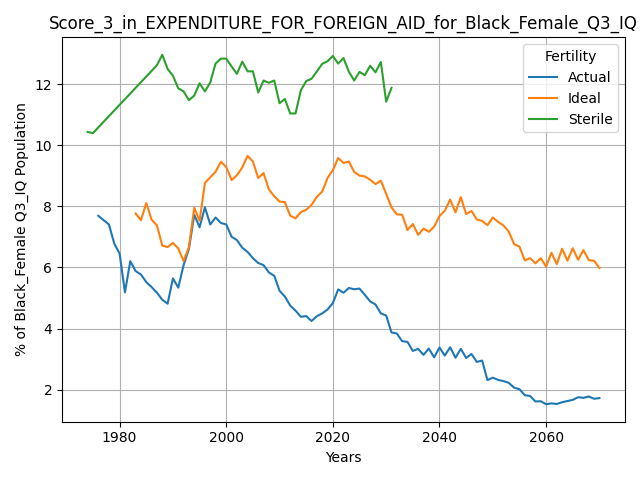 Score_3_in_EXPENDITURE_FOR_FOREIGN_AID_for_Black_Female_Q3_IQ
Fertility
Actual
Ideal
Sterile
% of Black_Female Q3_IQ Population
12
10
8
6
4
2
1980
2000
2020
2040
2060
Years